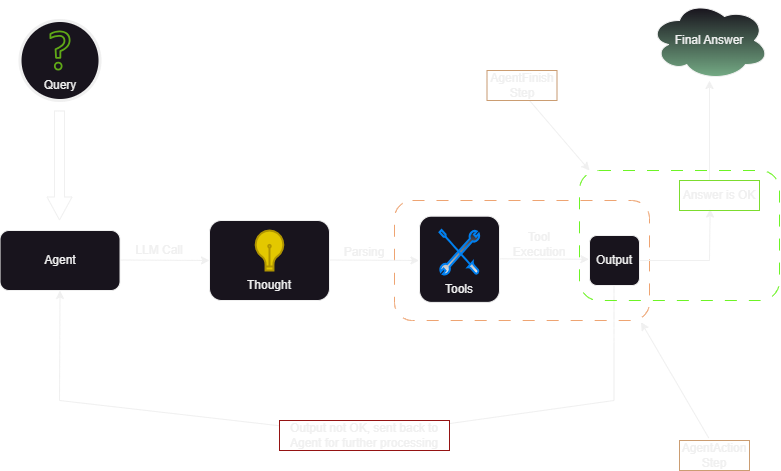 Query
Final Answer
AgentFinish
Step
Answer is OK
Agent
LLM Call
Thought
Parsing
Tools
Tool
Execution
Output
Output not OK, sent back to
Agent for further processing
AgentAction
Step